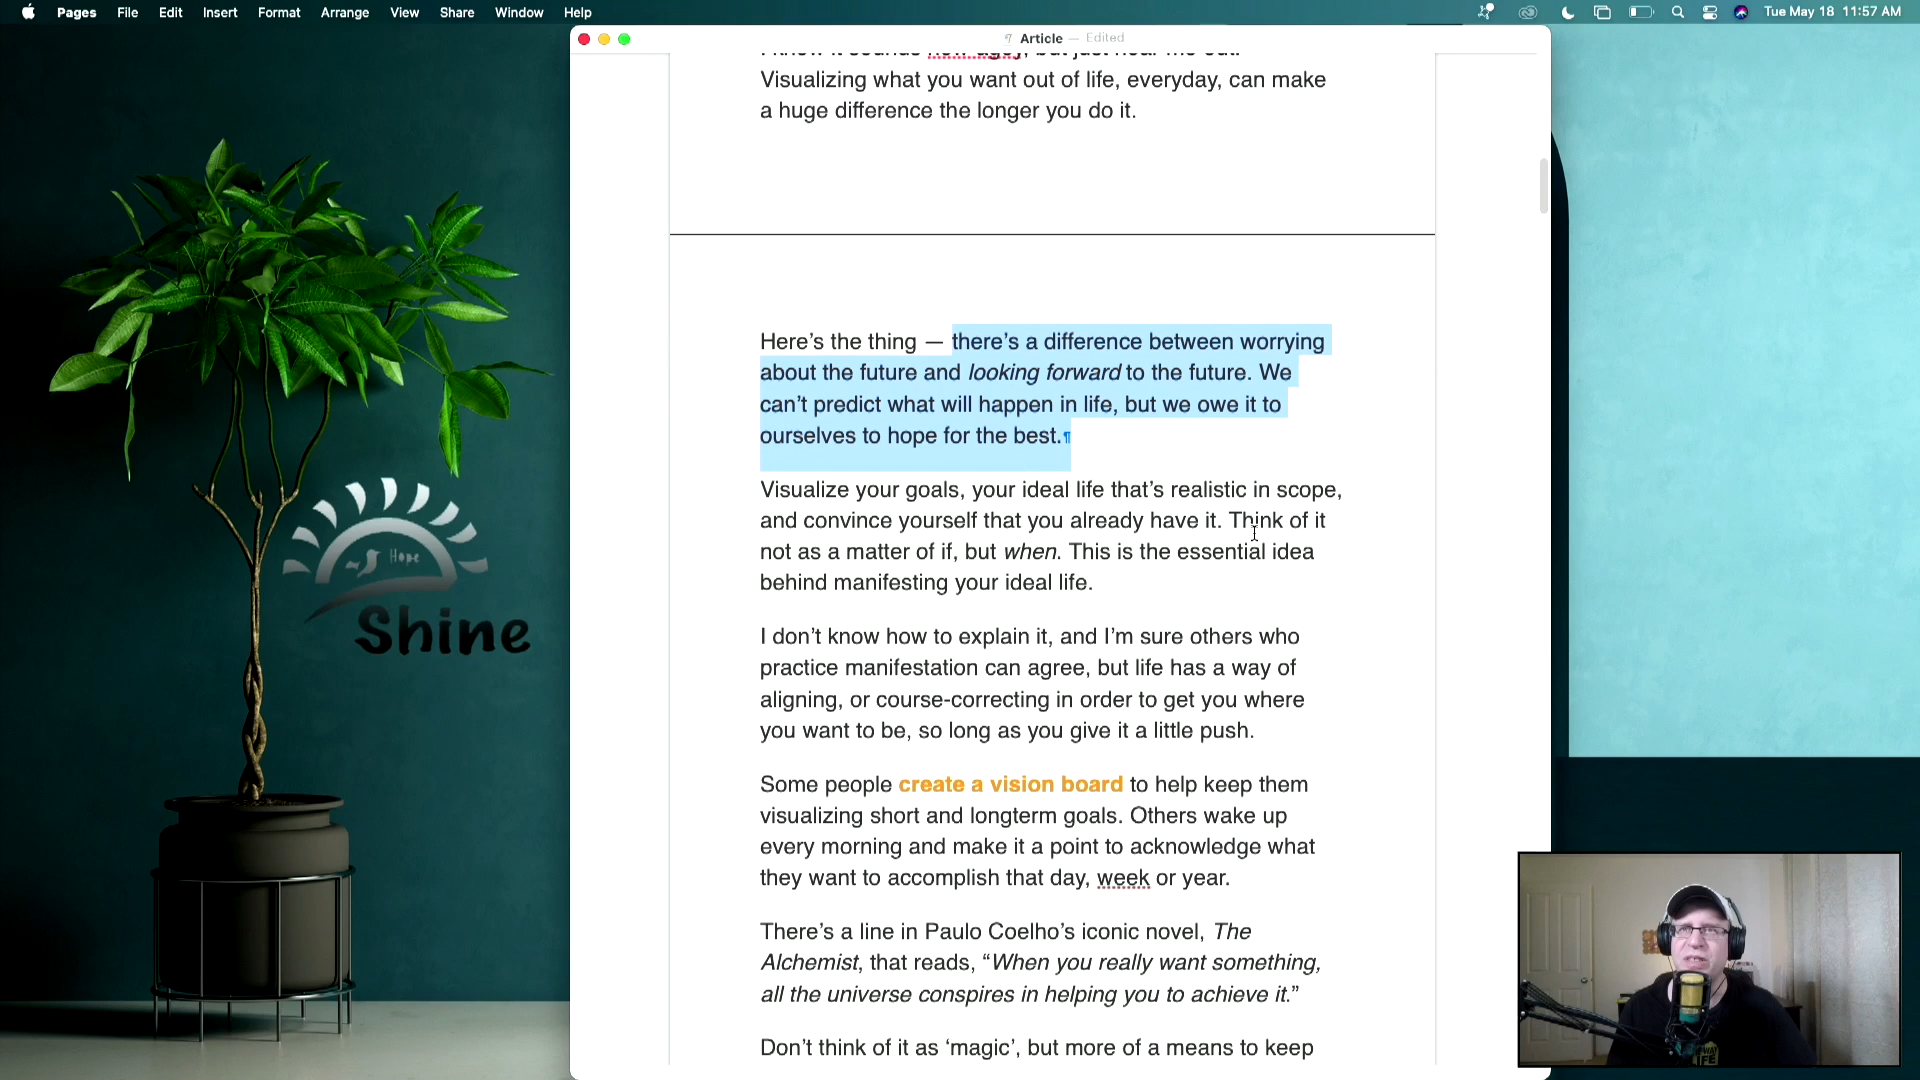 Pages File Edit Insert Format Arrange View Share Window Help
Tue May 18 11:57 AM
Article — Edited
Visualizing what you want out of life, everyday, can make
a huge difference the longer you do it.
Here’s the thing — there’s a difference between worrying
about the future and looking forward to the future. We
can’t predict what will happen in life, but we owe it to
ourselves to hope for the best.¶
Visualize your goals, your ideal life that’s realistic in scope,
and convince yourself that you already have it. Think of it
not as a matter of if, but when. This is the essential idea
behind manifesting your ideal life.
I don’t know how to explain it, and I’m sure others who
practice manifestation can agree, but life has a way of
aligning, or course-correcting in order to get you where
you want to be, so long as you give it a little push.
Some people create a vision board to help keep them
visualizing short and longterm goals. Others wake up
every morning and make it a point to acknowledge what
they want to accomplish that day, week or year.
There’s a line in Paulo Coelho’s iconic novel, The
Alchemist, that reads, “When you really want something,
all the universe conspires in helping you to achieve it.”
Don’t think of it as ‘magic’, but more of a means to keep
Hope
Shine